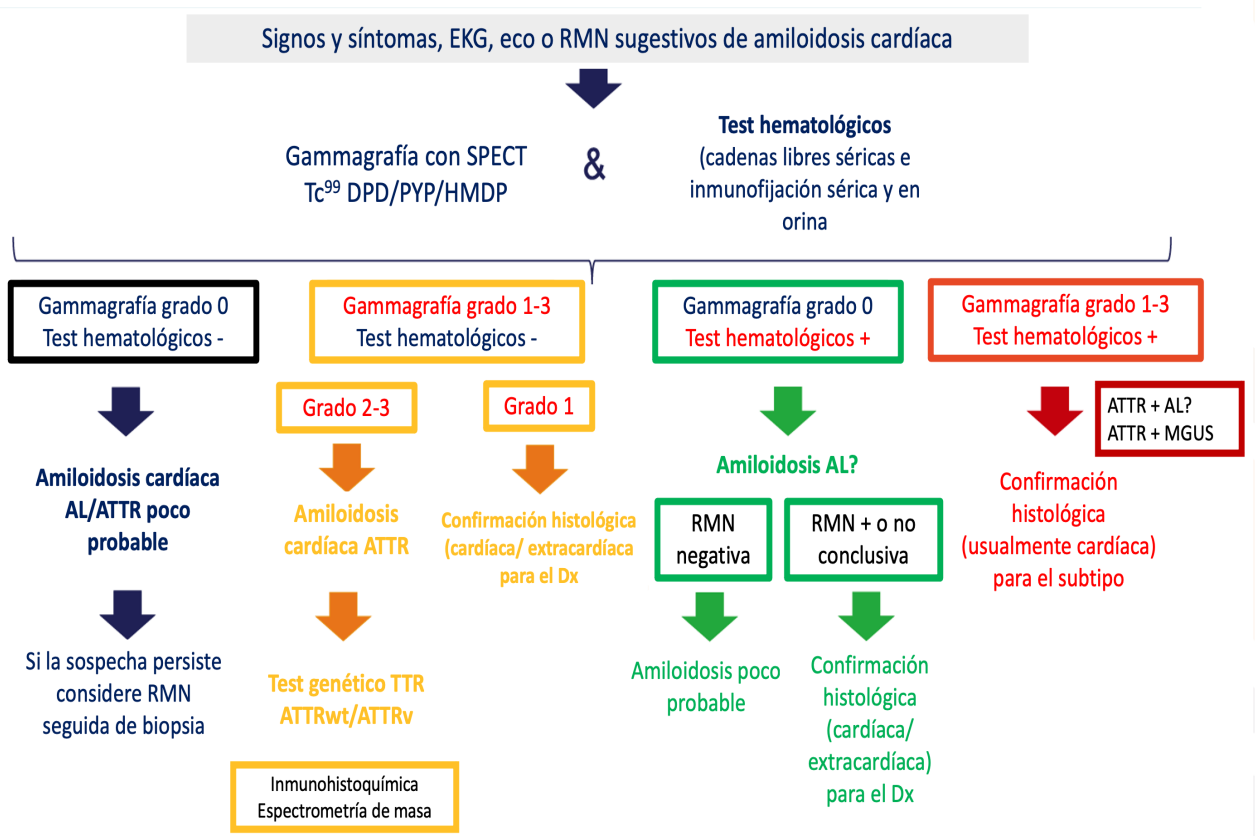 Signos y síntomas, EKG, eco o RMN sugestivos de amiloidosis cardíaca
Gammagrafía con SPECT
Tc99 DPD/PYP/HMDP
&
Test hematológicos
(cadenas libres séricas e
inmunofijación sérica y en
orina
Gammagrafía grado 0
Test hematológicos -
Gammagrafía grado 1-3
Test hematológicos -
Gammagrafía grado 0
Test hematológicos +
Gammagrafía grado 1-3
Test hematológicos +
Amiloidosis cardíaca
AL/ATTR poco
probable
Si la sospecha persiste
considere RMN
seguida de biopsia
Grado 2-3
Amiloidosis
cardíaca ATTR
Test genético TTR
ATTRwt/ATTRv
Inmunohistoquímica
Espectrometría de masa
Grado 1
Confirmación histológica
(cardíaca/ extracardíaca
para el Dx
Amiloidosis AL?
RMN
negativa
Amiloidosis poco
probable
RMN + o no
conclusiva
Confirmación
histológica
(cardíaca/
extracardíaca)
para el Dx
ATTR + AL?
ATTR + MGUS
Confirmación
histológica
(usualmente cardíaca)
para el subtipo